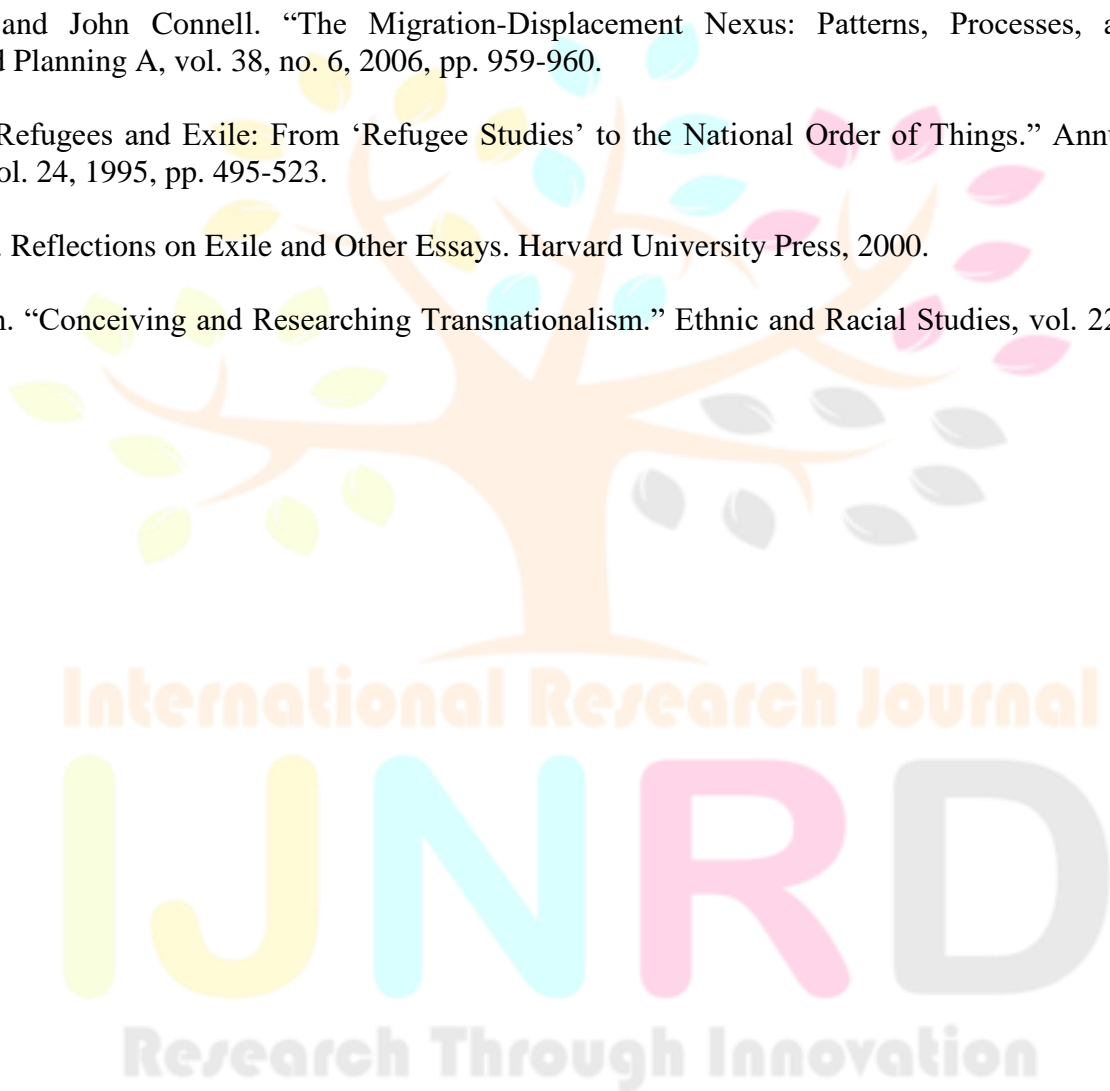 and John Connell. “The Migration-Displacement Nexus: Patterns, Processes, a
d Planning A, vol. 38, no. 6, 2006, pp. 959-960.
Refugees and Exile: From ‘Refugee Studies’ to the National Order of Things.” Ann
ol. 24, 1995, pp. 495-523.
. Reflections on Exile and Other Essays. Harvard University Press, 2000.
n. “Conceiving and Researching Transnationalism.” Ethnic and Racial Studies, vol. 22
International Research Journal
IJNRD
Research Through Innovation